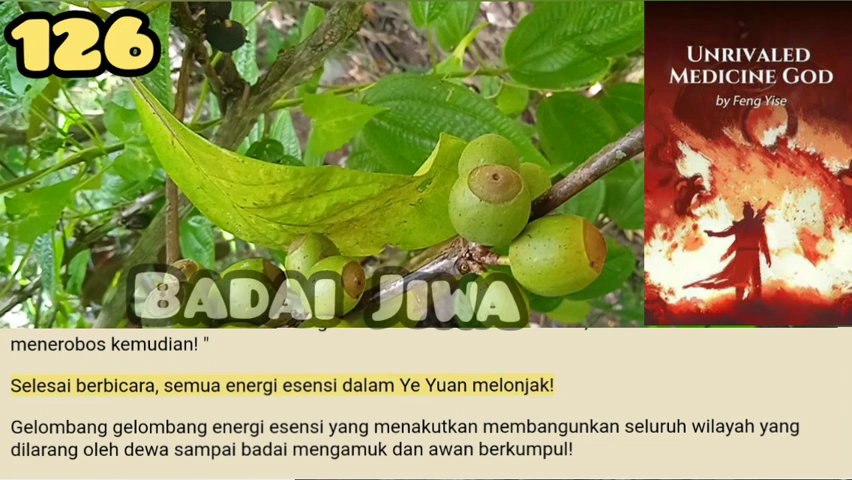 126
UNRIVALED
MEDICINE GOD
by Feng Yise
BADAI JIWA
menerobos kemudian! "
Selesai berbicara, semua energi esensi dalam Ye Yuan melonjak!
Gelombang gelombang energi esensi yang menakutkan membangunkan seluruh wilayah yang
dilarang oleh dewa sampai badai mengamuk dan awan berkumpul!